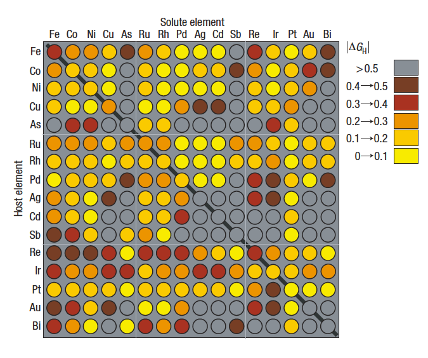 Solute element
Fe Co Ni Cu As Ru Rh Pd Ag Cd Sb Re Ir Pt Au Bi
Host element
Fe
Co
Ni
Cu
As
Ru
Rh
Pd
Ag
Cd
Sb
Re
Ir
Pt
Au
Bi
|ΔG_H|
>0.5
0.4→0.5
0.3→0.4
0.2→0.3
0.1→0.2
0→0.1